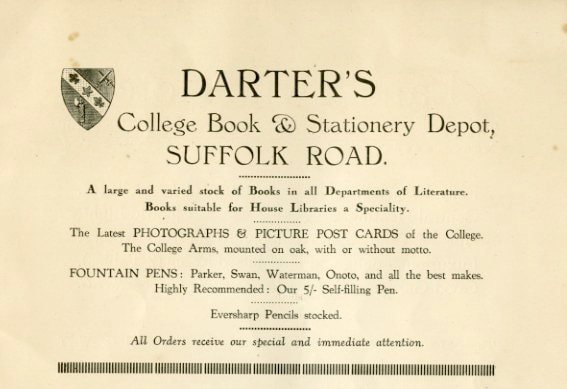 DARTER'S
College Book & Stationery Depot,
SUFFOLK ROAD.
A large and varied stock of Books in all Departments of Literature.
Books suitable for House Libraries a Speciality.
The Latest PHOTOGRAPHS & PICTURE POST CARDS of the College.
The College Arms, mounted on oak, with or without motto.
FOUNTAIN PENS: Parker, Swan, Waterman, Onoto, and all the best makes.
Highly Recommended: Our 5/- Self-filling Pen.
Eversharp Pencils stocked.
All Orders receive our special and immediate attention.